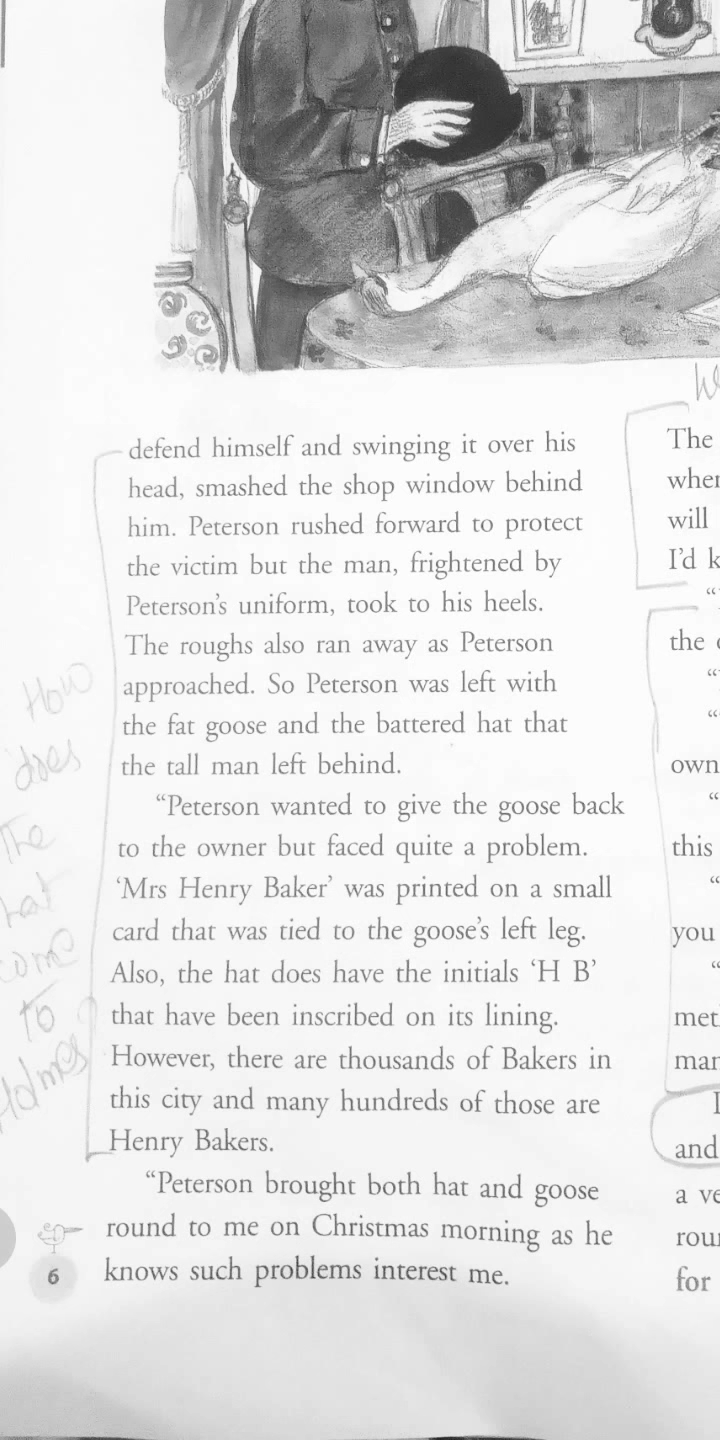 defend himself and swinging it over his
head, smashed the shop window behind
him. Peterson rushed forward to protect
the victim but the man, frightened by
Peterson's uniform, took to his heels.
The roughs also ran away as Peterson
approached. So Peterson was left with
the fat goose and the battered hat that
the tall man left behind.
“Peterson wanted to give the goose back
to the owner but faced quite a problem.
‘Mrs Henry Baker’ was printed on a small
card that was tied to the goose's left leg.
Also, the hat does have the initials ‘H B’
that have been inscribed on its lining.
However, there are thousands of Bakers in
this city and many hundreds of those are
Henry Bakers.
“Peterson brought both hat and goose
round to me on Christmas morning as he
knows such problems interest me.
6
How
does
the
hat
come
to
Holmes
The
will
I'd
“
the
“
“
own
“
this
“
you
“
met
and
a
for